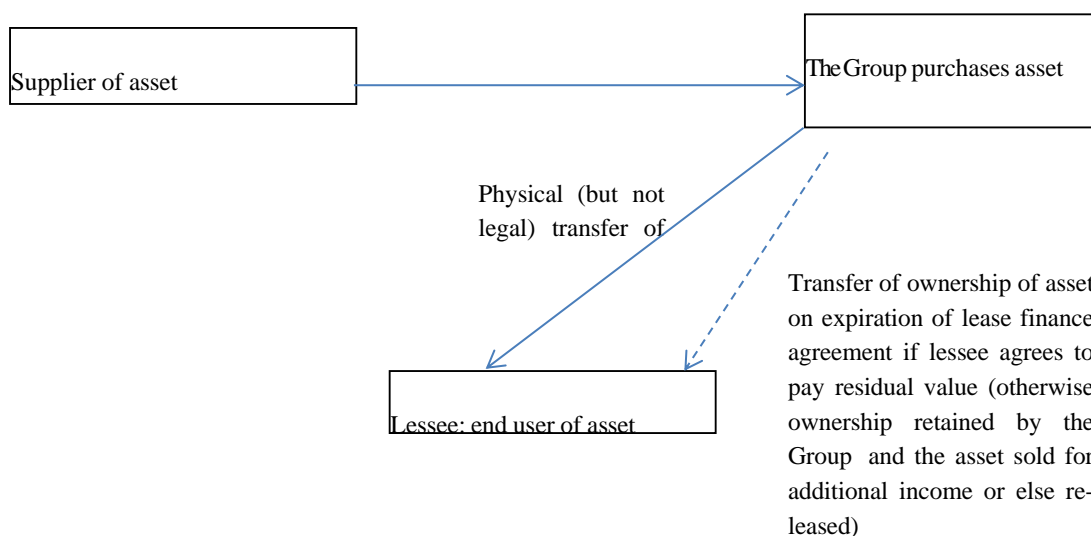 Supplier of asset
The Group purchases asset
Physical (but not
legal) transfer of
Transfer of ownership of asset
on expiration of lease finance
agreement if lessee agrees to
pay residual value (otherwise
ownership retained by the
Group and the asset sold for
additional income or else re-
leased)
Lessee: end user of asset